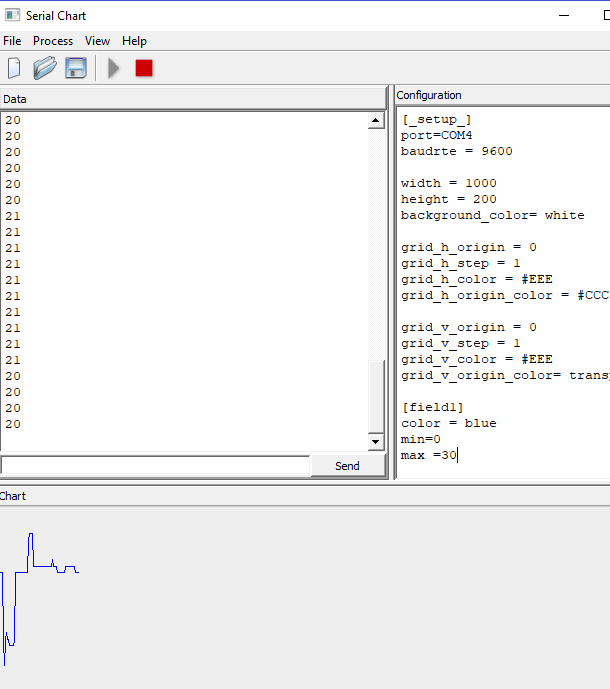 Serial Chart
File Process View Help
Data
20
20
20
20
20
20
21
21
21
21
21
21
21
21
21
21
20
20
20
20
Send
Configuration
[_setup_]
port=COM4
baudrte = 9600
width = 1000
height = 200
background_color= white
grid_h_origin = 0
grid_h_step = 1
grid_h_color = #EEE
grid_h_origin_color = #CCC
grid_v_origin = 0
grid_v_step = 1
grid_v_color = #EEE
grid_v_origin_color= transp
[field1]
color = blue
min=0
max =30
Chart